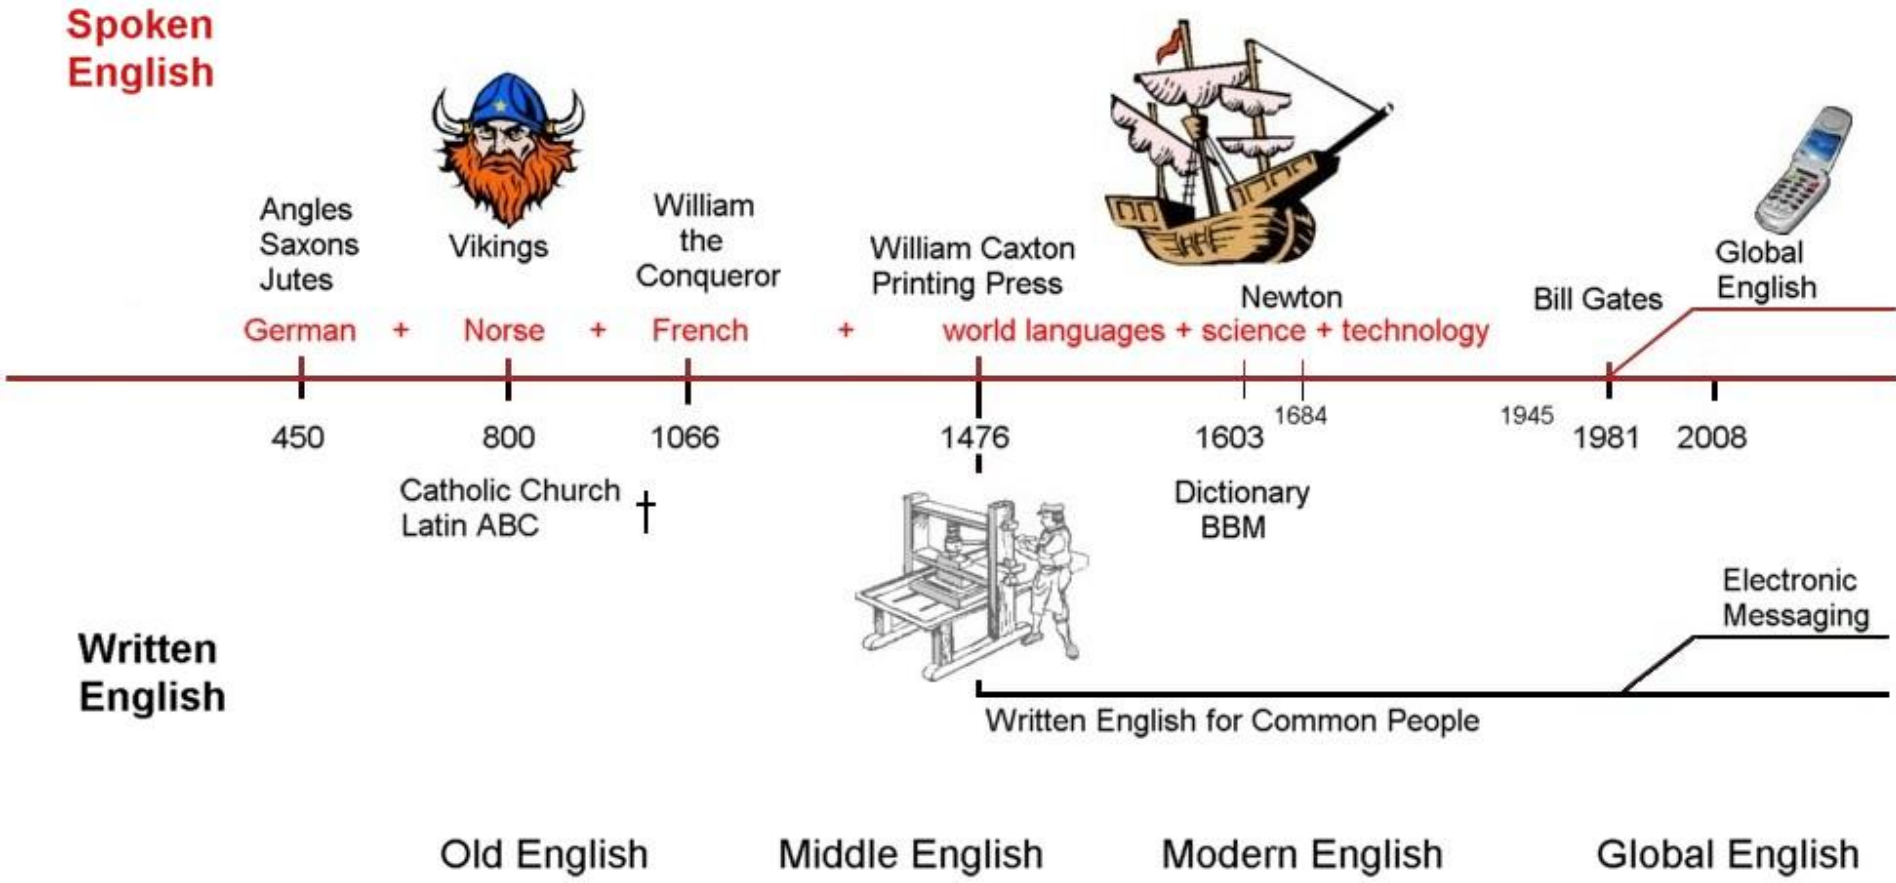 Spoken
English
Angles
Saxons
Jutes
Vikings
William
the
Conqueror
William Caxton
Printing Press
Newton
Bill Gates
Global
English
German + Norse + French + world languages + science + technology
450 800 1066 1476 1603 1684 1945 1981 2008
Catholic Church
Latin ABC
Dictionary
BBM
Electronic
Messaging
Written
English
Written English for Common People
Old English Middle English Modern English Global English